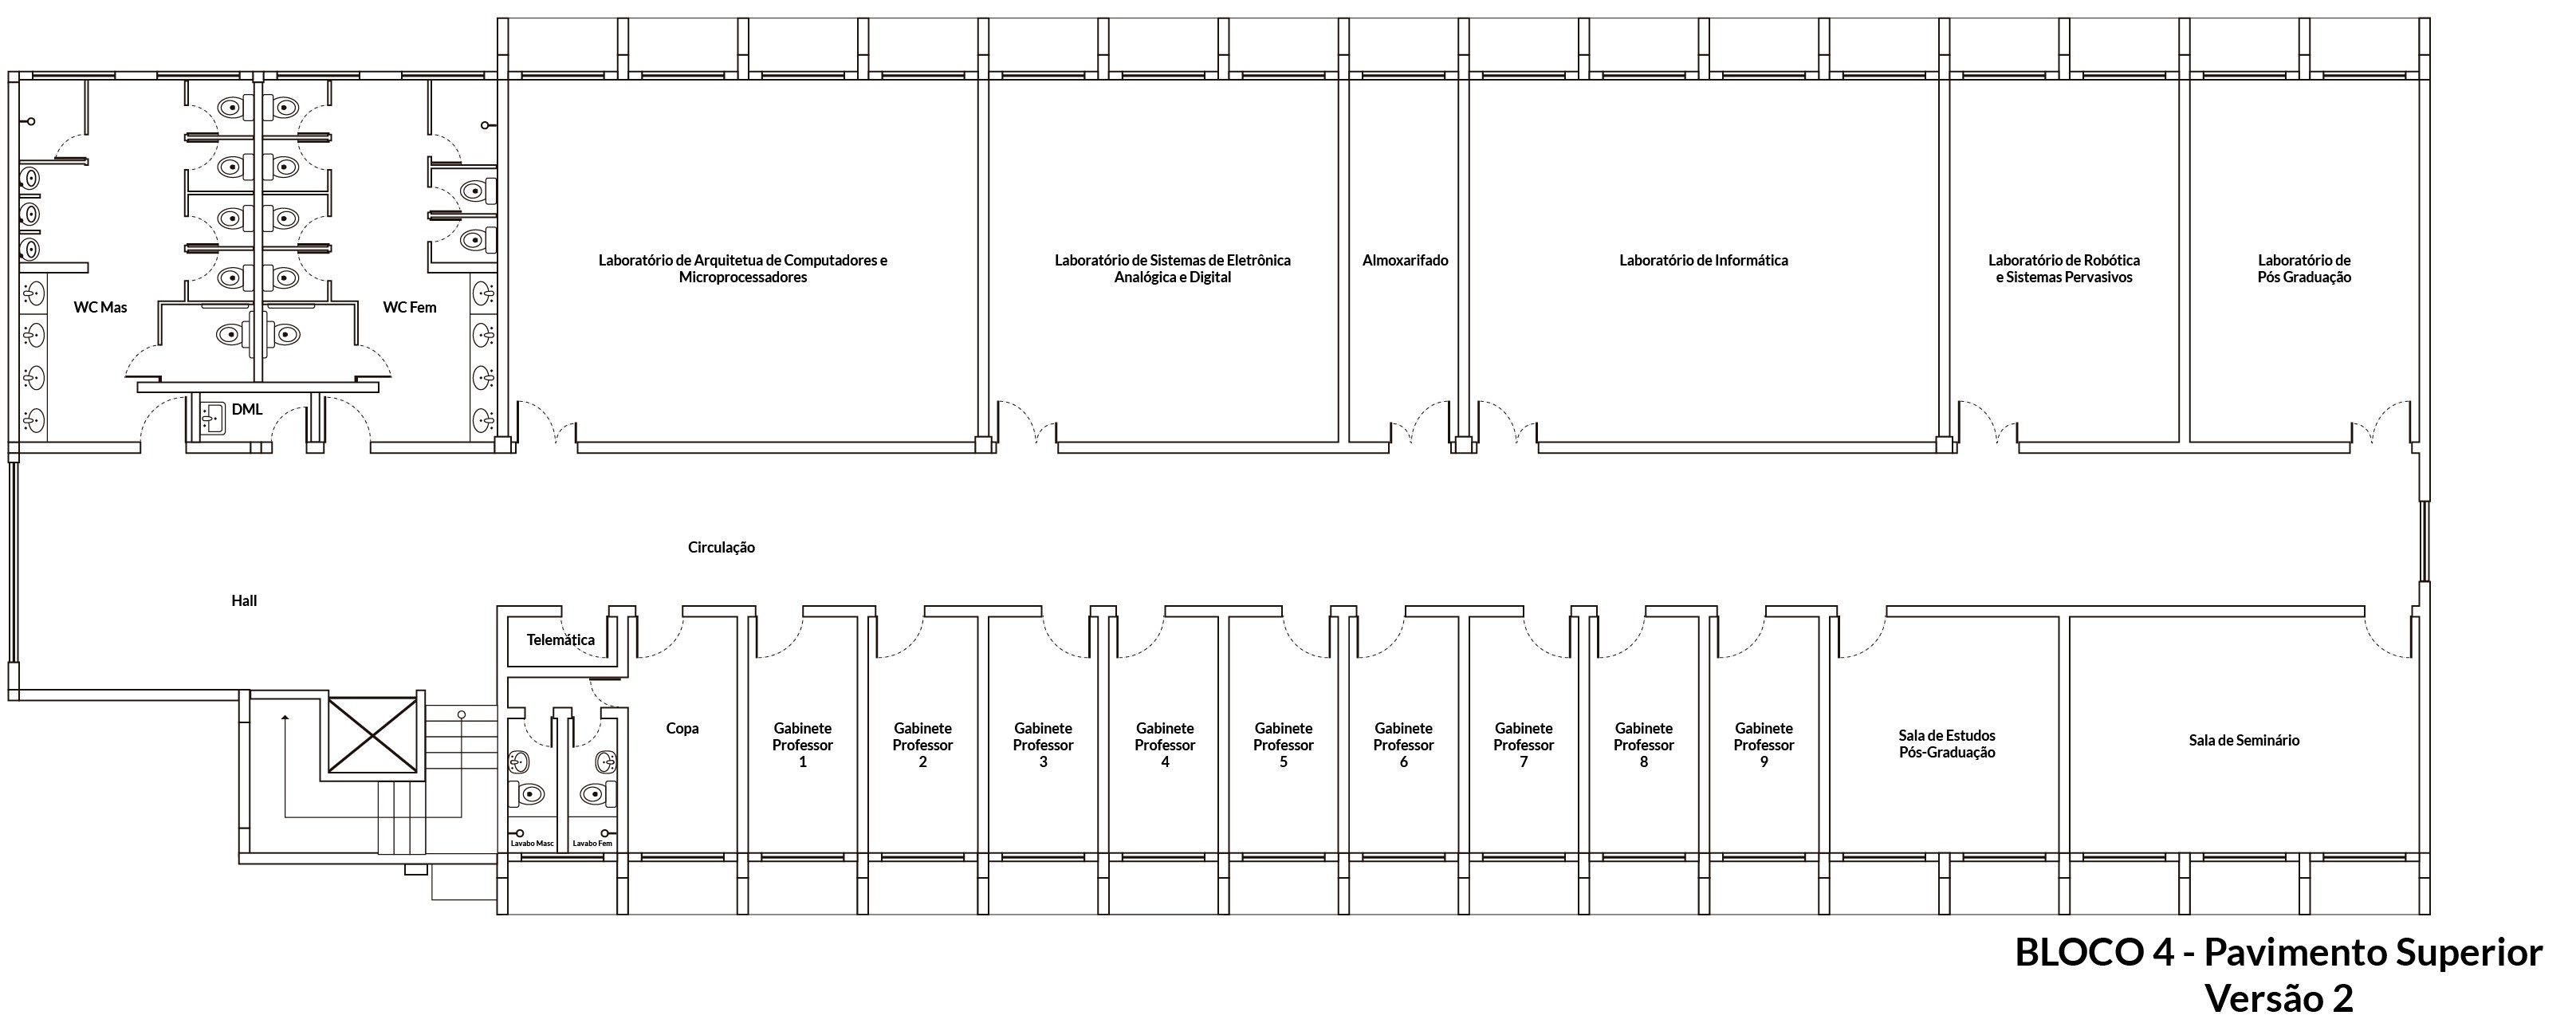 Laboratório de Arquitetua de Computadores e
Microprocessadores
Laboratório de Sistemas de Eletrônica
Analógica e Digital
Almoxarifado
Laboratório de Informática
Laboratório de Robótica
e Sistemas Pervasivos
Laboratório de
Pós Graduação
WC Mas
WC Fem
DML
Circulação
Hall
Telemática
Copa
Gabinete
Professor
1
Gabinete
Professor
2
Gabinete
Professor
3
Gabinete
Professor
4
Gabinete
Professor
5
Gabinete
Professor
6
Gabinete
Professor
7
Gabinete
Professor
8
Gabinete
Professor
9
Sala de Estudos
Pós-Graduação
Sala de Seminário
Lavabo Masc
Lavabo Fem
BLOCO 4 - Pavimento Superior
Versão 2